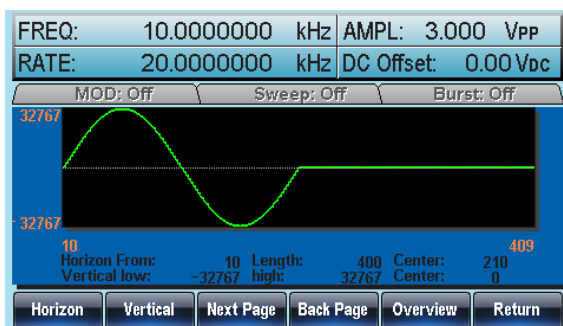 FREQ: 10.0000000 kHz AMPL: 3.000 VPP
RATE: 20.0000000 kHz DC Offset: 0.00 VDC
MOD: Off Sweep: Off Burst: Off
32767
-32767
10 409
Horizon From: 10 Length: 400 Center: 210
Vertical low: -32767 high: 32767 Center: 0
Horizon Vertical Next Page Back Page Overview Return